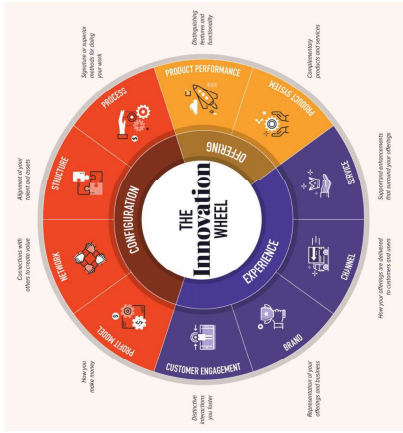 THE
Innovation
WHEEL
CONFIGURATION
OFFERING
EXPERIENCE
PROFIT MODEL
How you
make money
NETWORK
Connections with
others to create value
STRUCTURE
Alignment of your
talent ed assets
PROCESS
Signature or superior
methods for doing
your work
PRODUCT PERFORMANCE
Distinguishing
features and
functionality
PRODUCT SYSTEM
Complementary
products and services
SERVICE
Supported enhancements
that surround your offerings
CHANNEL
How your offerings are delivered
to customers and users
BRAND
Representation of your
offerings and business
CUSTOMER ENGAGEMENT
Distinctive
interactions
you foster
$
$
$